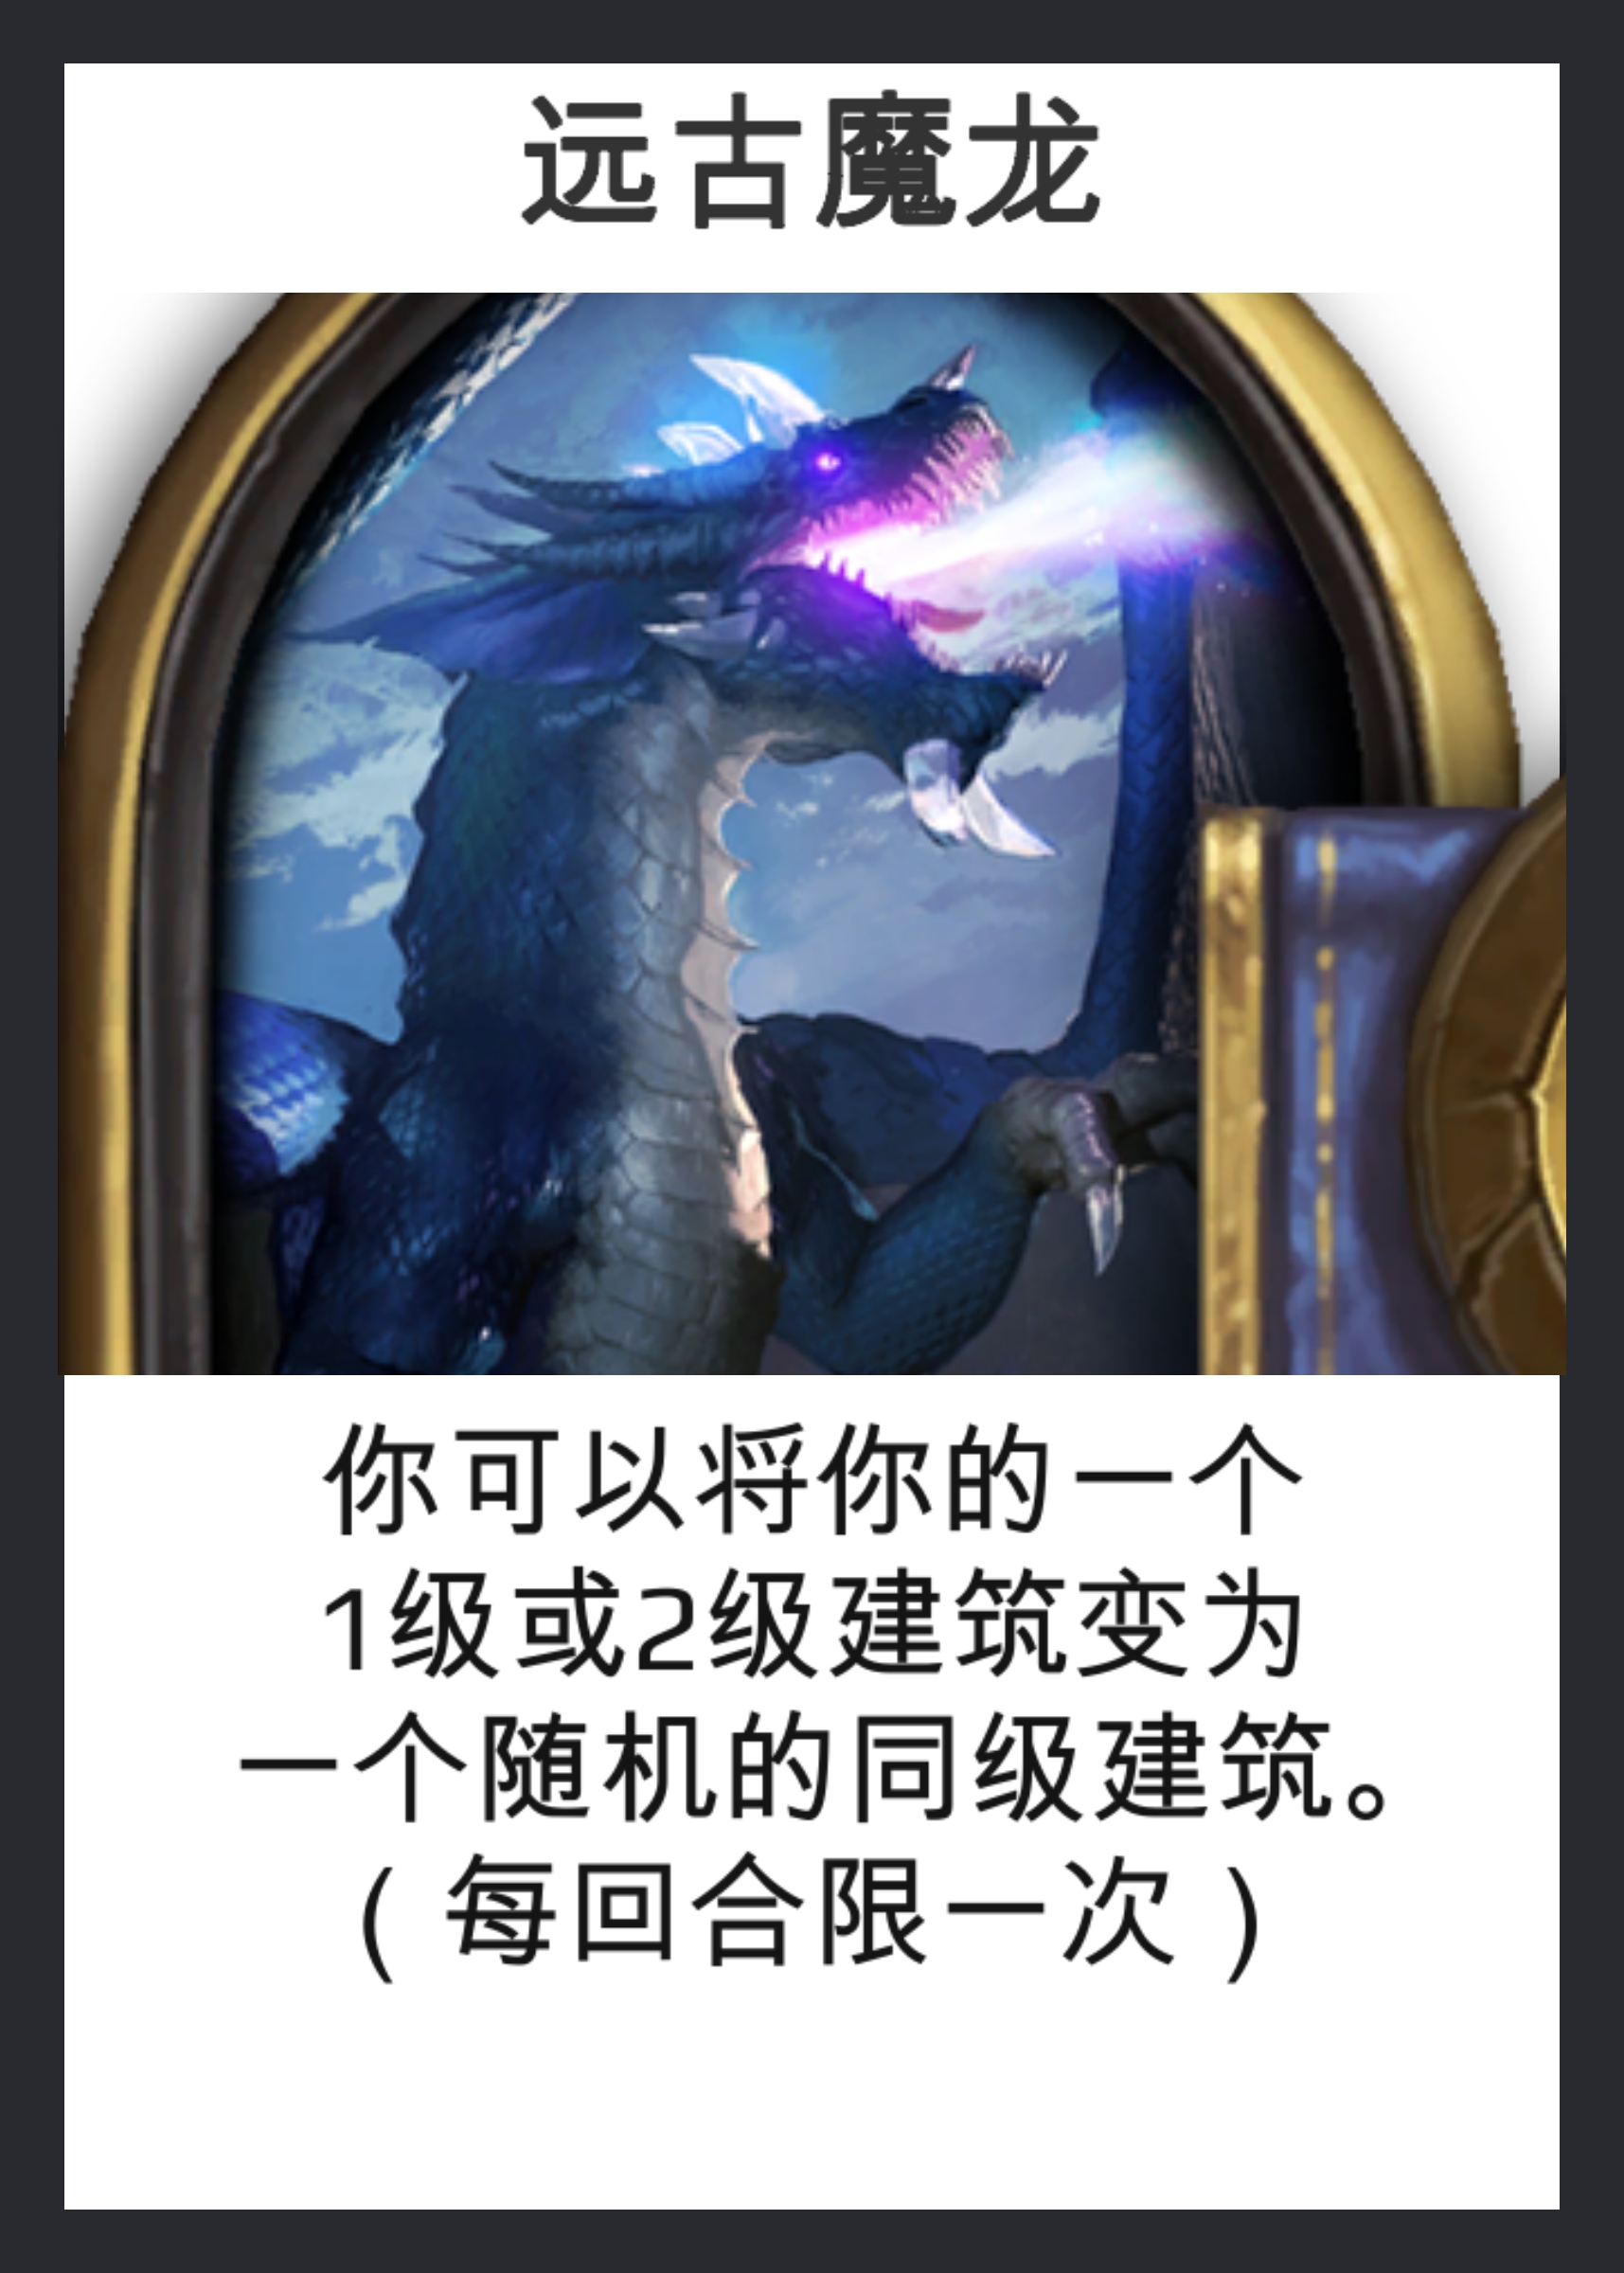 远古魔龙
你可以将你的一个
1级或2级建筑变为
一个随机的同级建筑。
（每回合限一次）